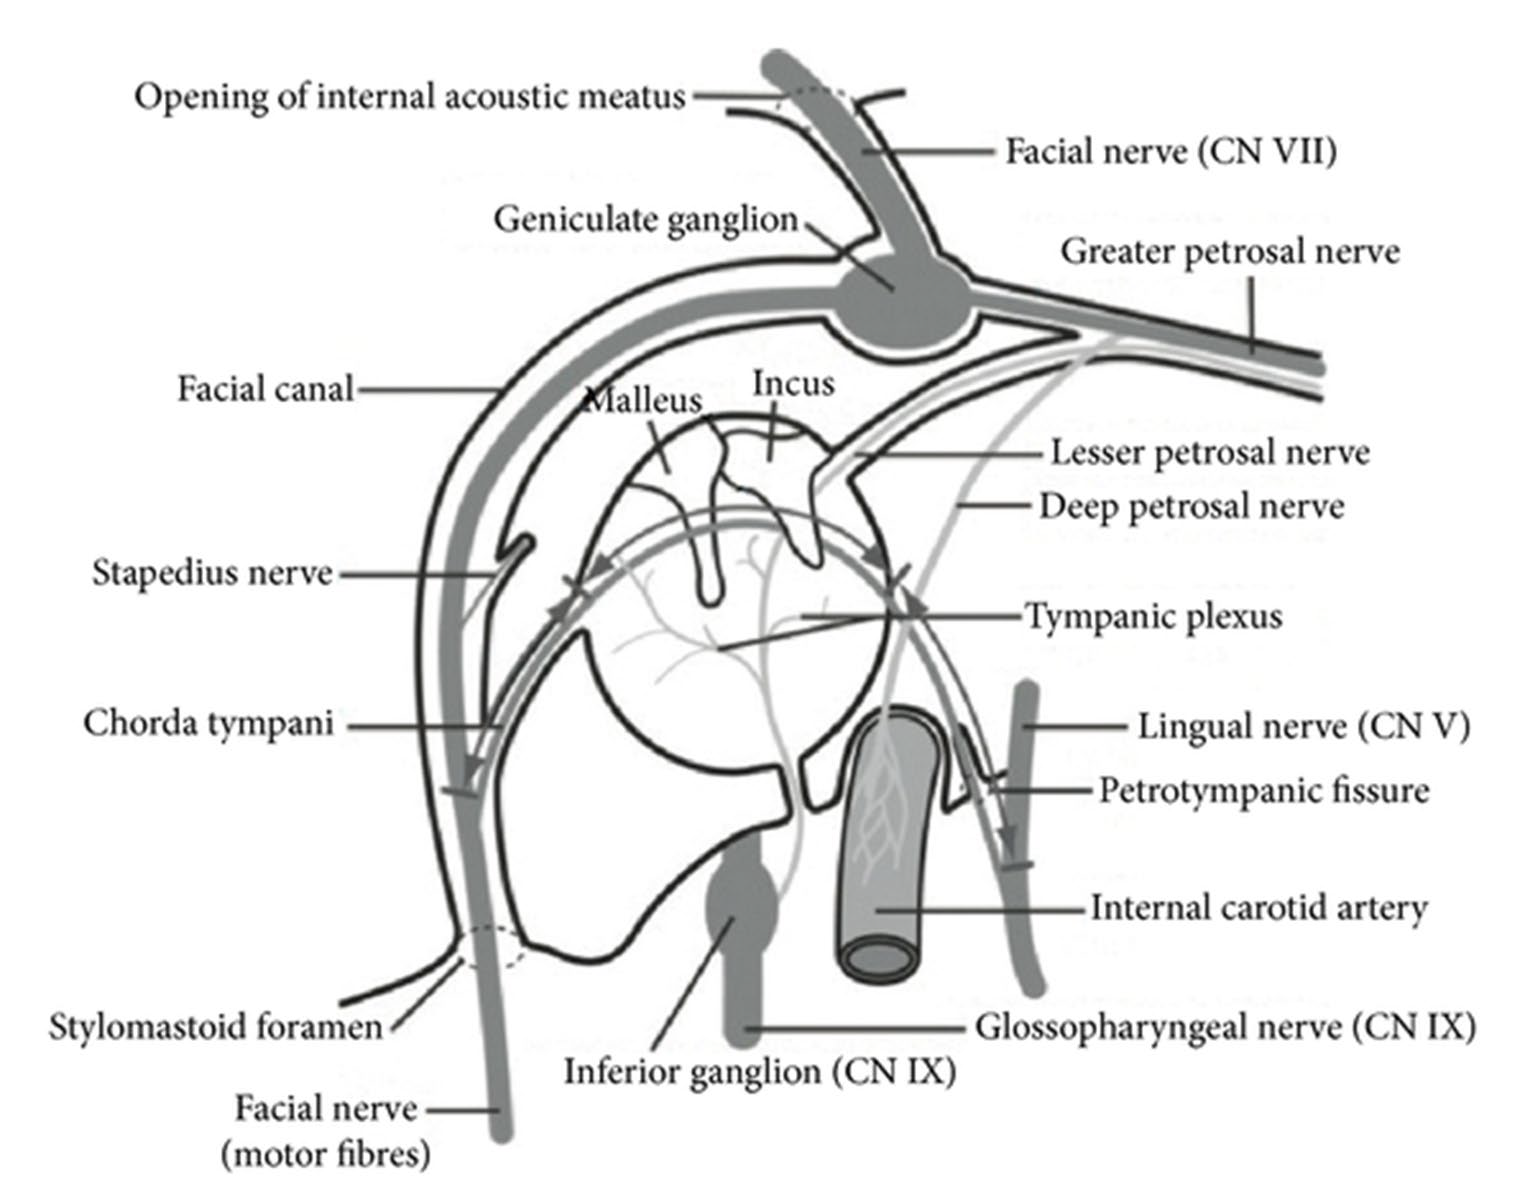 Opening of internal acoustic meatus
Facial nerve (CN VII)
Geniculate ganglion
Greater petrosal nerve
Facial canal
Malleus
Incus
Lesser petrosal nerve
Deep petrosal nerve
Stapedius nerve
Tympanic plexus
Chorda tympani
Lingual nerve (CN V)
Petrotympanic fissure
Internal carotid artery
Stylomastoid foramen
Glossopharyngeal nerve (CN IX)
Inferior ganglion (CN IX)
Facial nerve
(motor fibres)